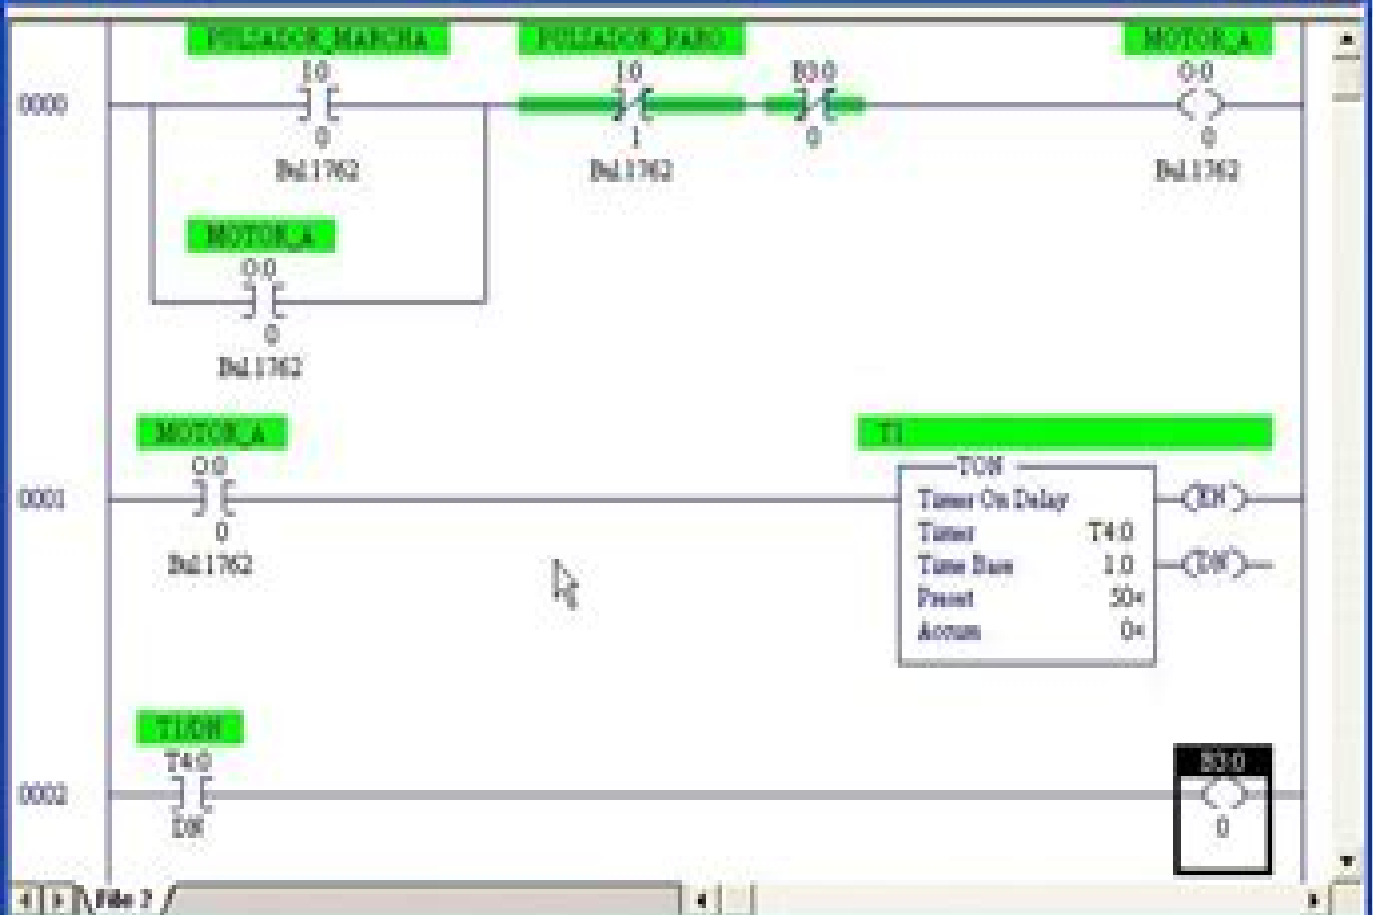 PULSADOR_MARCHA PULSADOR_PARO MOTOR_A
I:0 I:0 B3:0 O:0
0000
0 1 0 0
Bul.1762 Bul.1762 Bul.1762
MOTOR_A
O:0
0
Bul.1762
MOTOR_A T1
O:0 TON
0001 Timer On Delay EN
0 Timer T4:0
Bul.1762 Time Base 1.0 DN
Preset 50<
Accum 0<
T1/DN
T4:0 B3:0
0002
DN 0
File 2